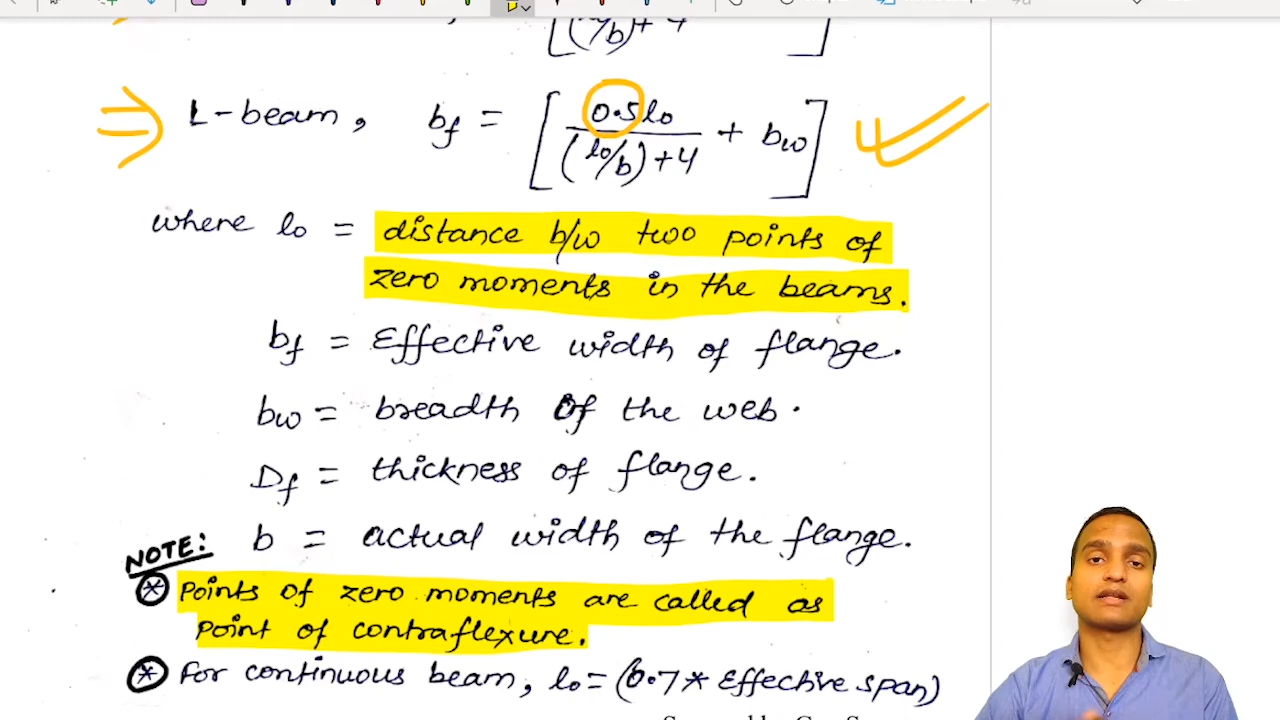 (lo/b)+4
L-beam, bf = [ 0.5lo / (lo/b)+4 + bw ]
where lo = distance b/w two points of
zero moments in the beams.
bf = Effective width of flange.
bw = breadth of the web.
Df = thickness of flange.
b = actual width of the flange.
NOTE:
* Points of zero moments are called as
point of contraflexure.
* For continuous beam, lo = (0.7 * Effective span)